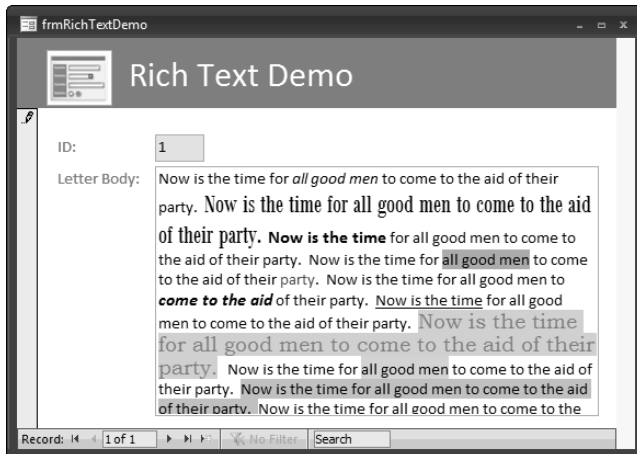 frmRichTextDemo
Rich Text Demo
ID:
1
Letter Body:
Now is the time for all good men to come to the aid of their
party. Now is the time for all good men to come to the aid
of their party. Now is the time for all good men to come to
the aid of their party. Now is the time for all good men to come
to the aid of their party. Now is the time for all good men to
come to the aid of their party. Now is the time for all good
men to come to the aid of their party. Now is the time
for all good men to come to the aid of their
party. Now is the time for all good men to come to the aid of
their party. Now is the time for all good men to come to the aid
of their party. Now is the time for all good men to come to the
Record: 1 of 1 No Filter Search